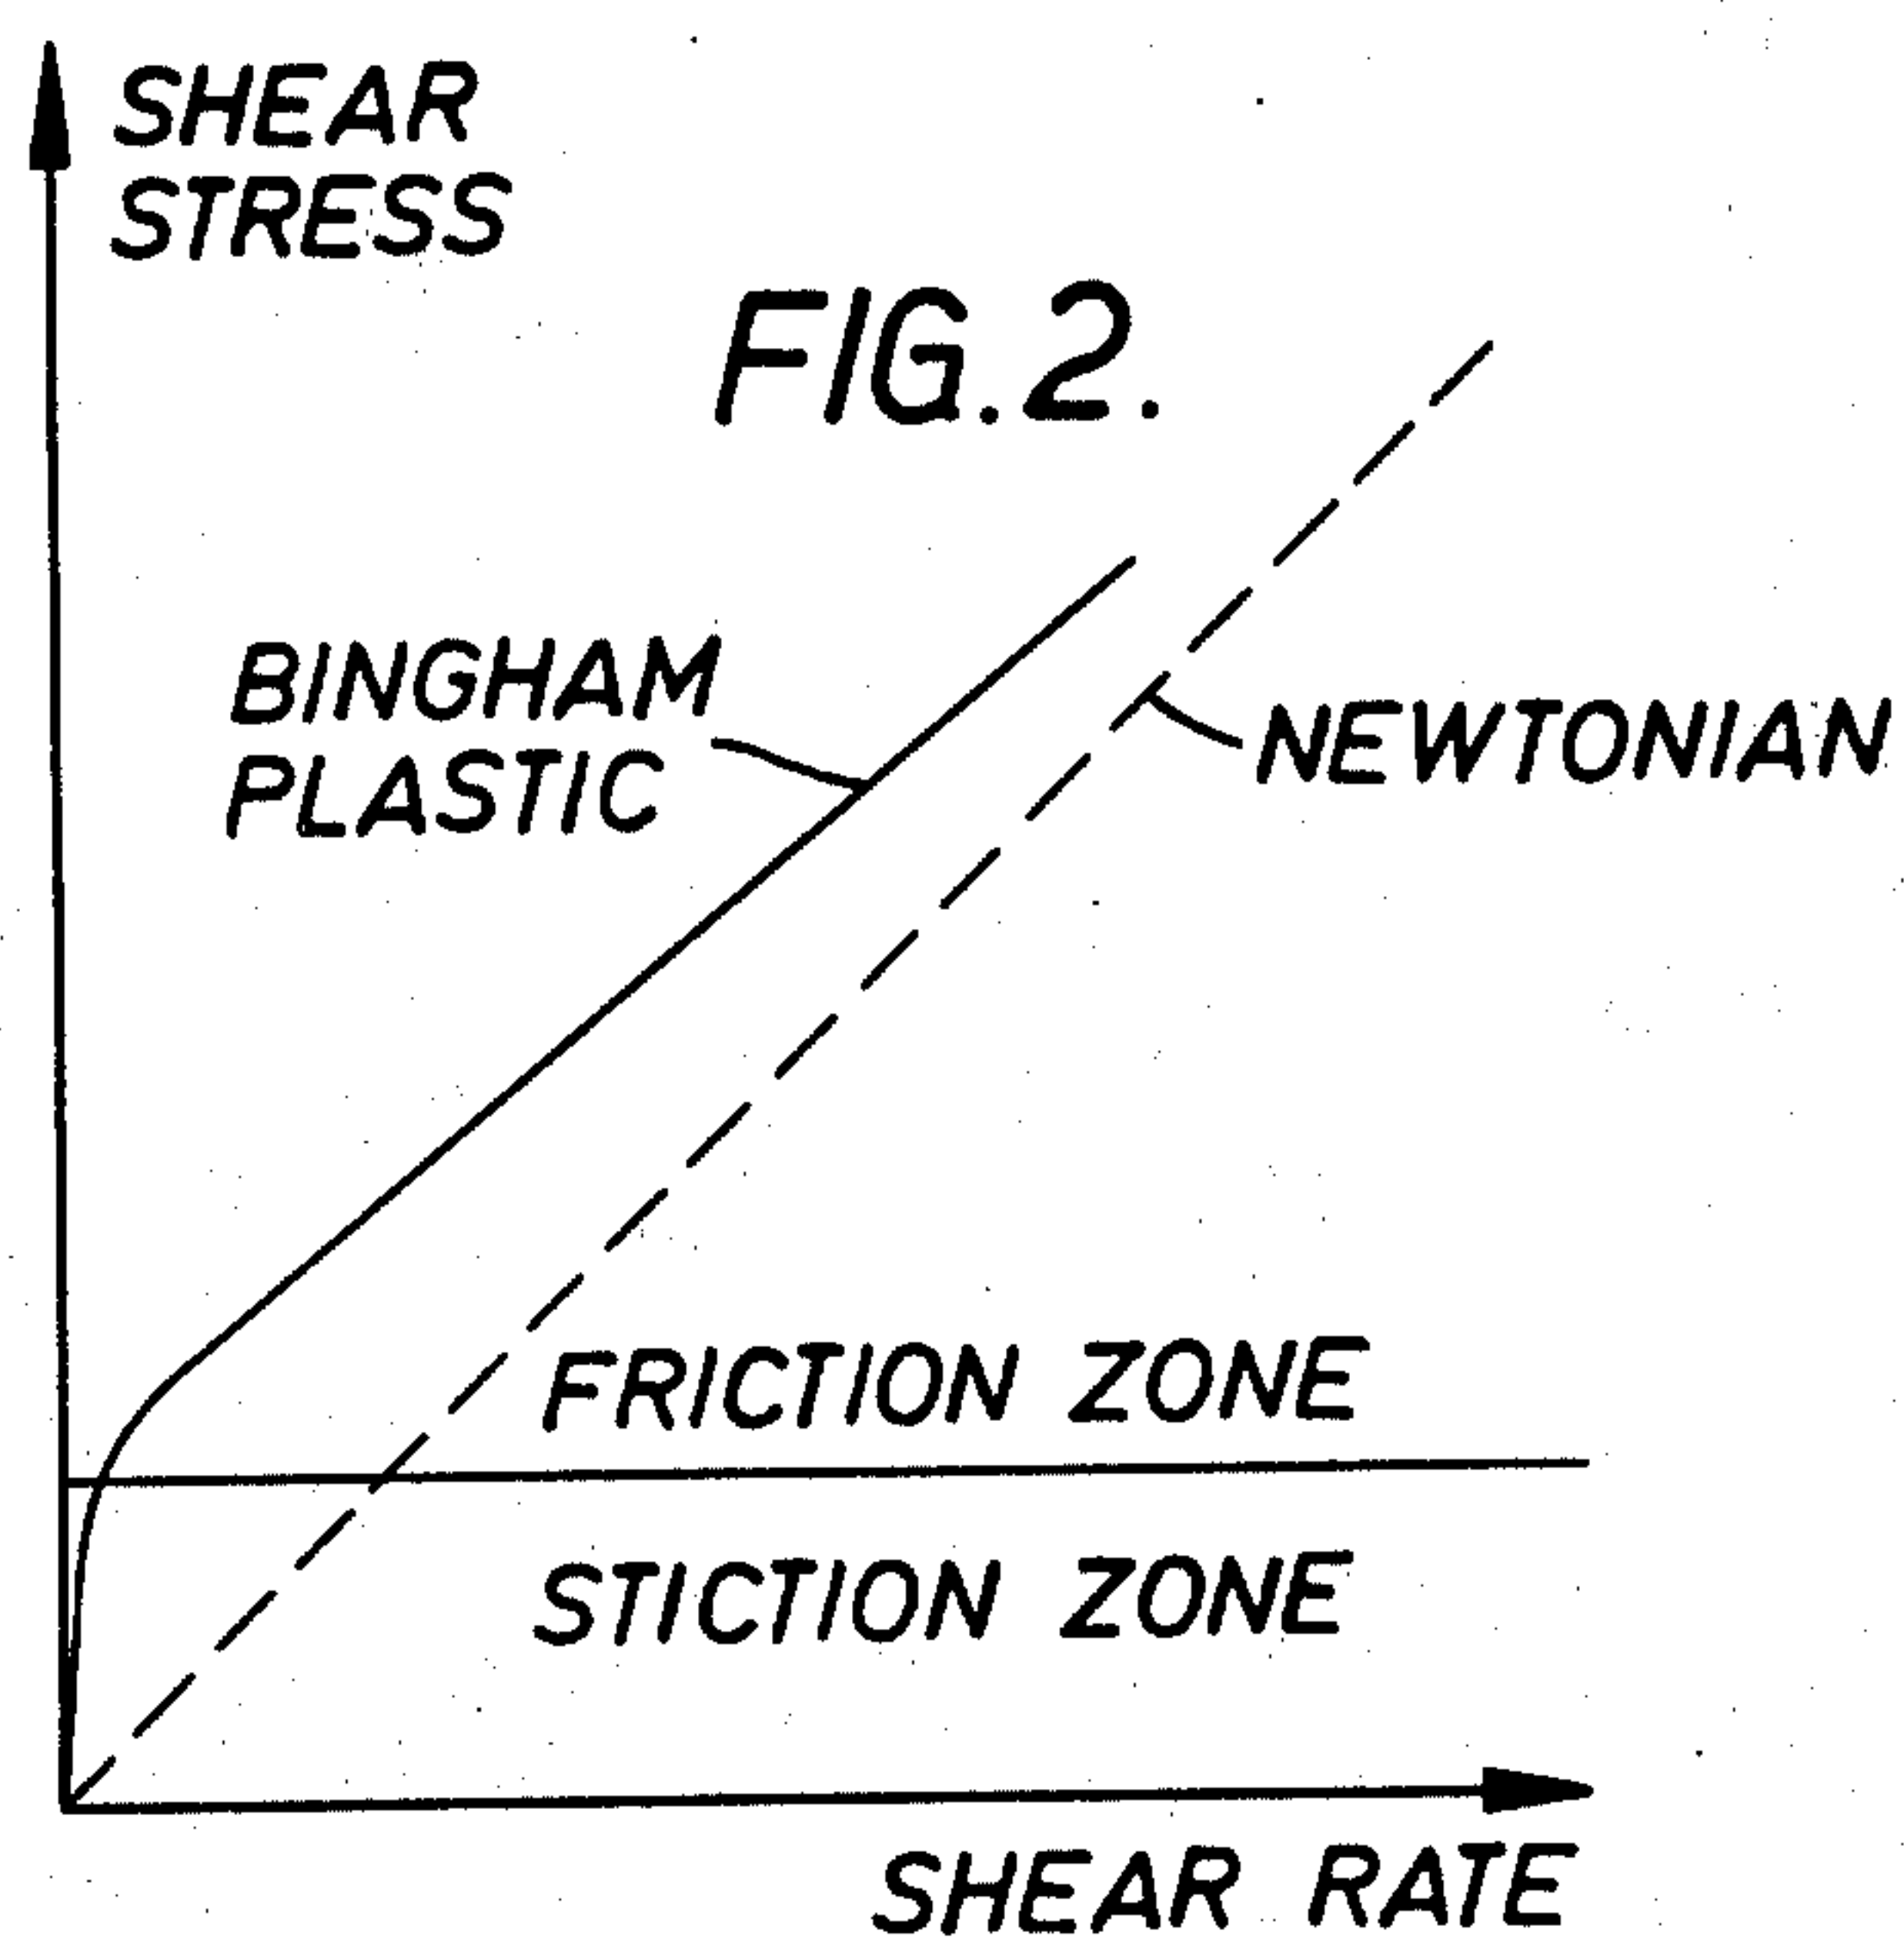 SHEAR
STRESS
FIG.2.
BINGHAM
PLASTIC
NEWTONIAN
FRICTION ZONE
STICTION ZONE
SHEAR RATE